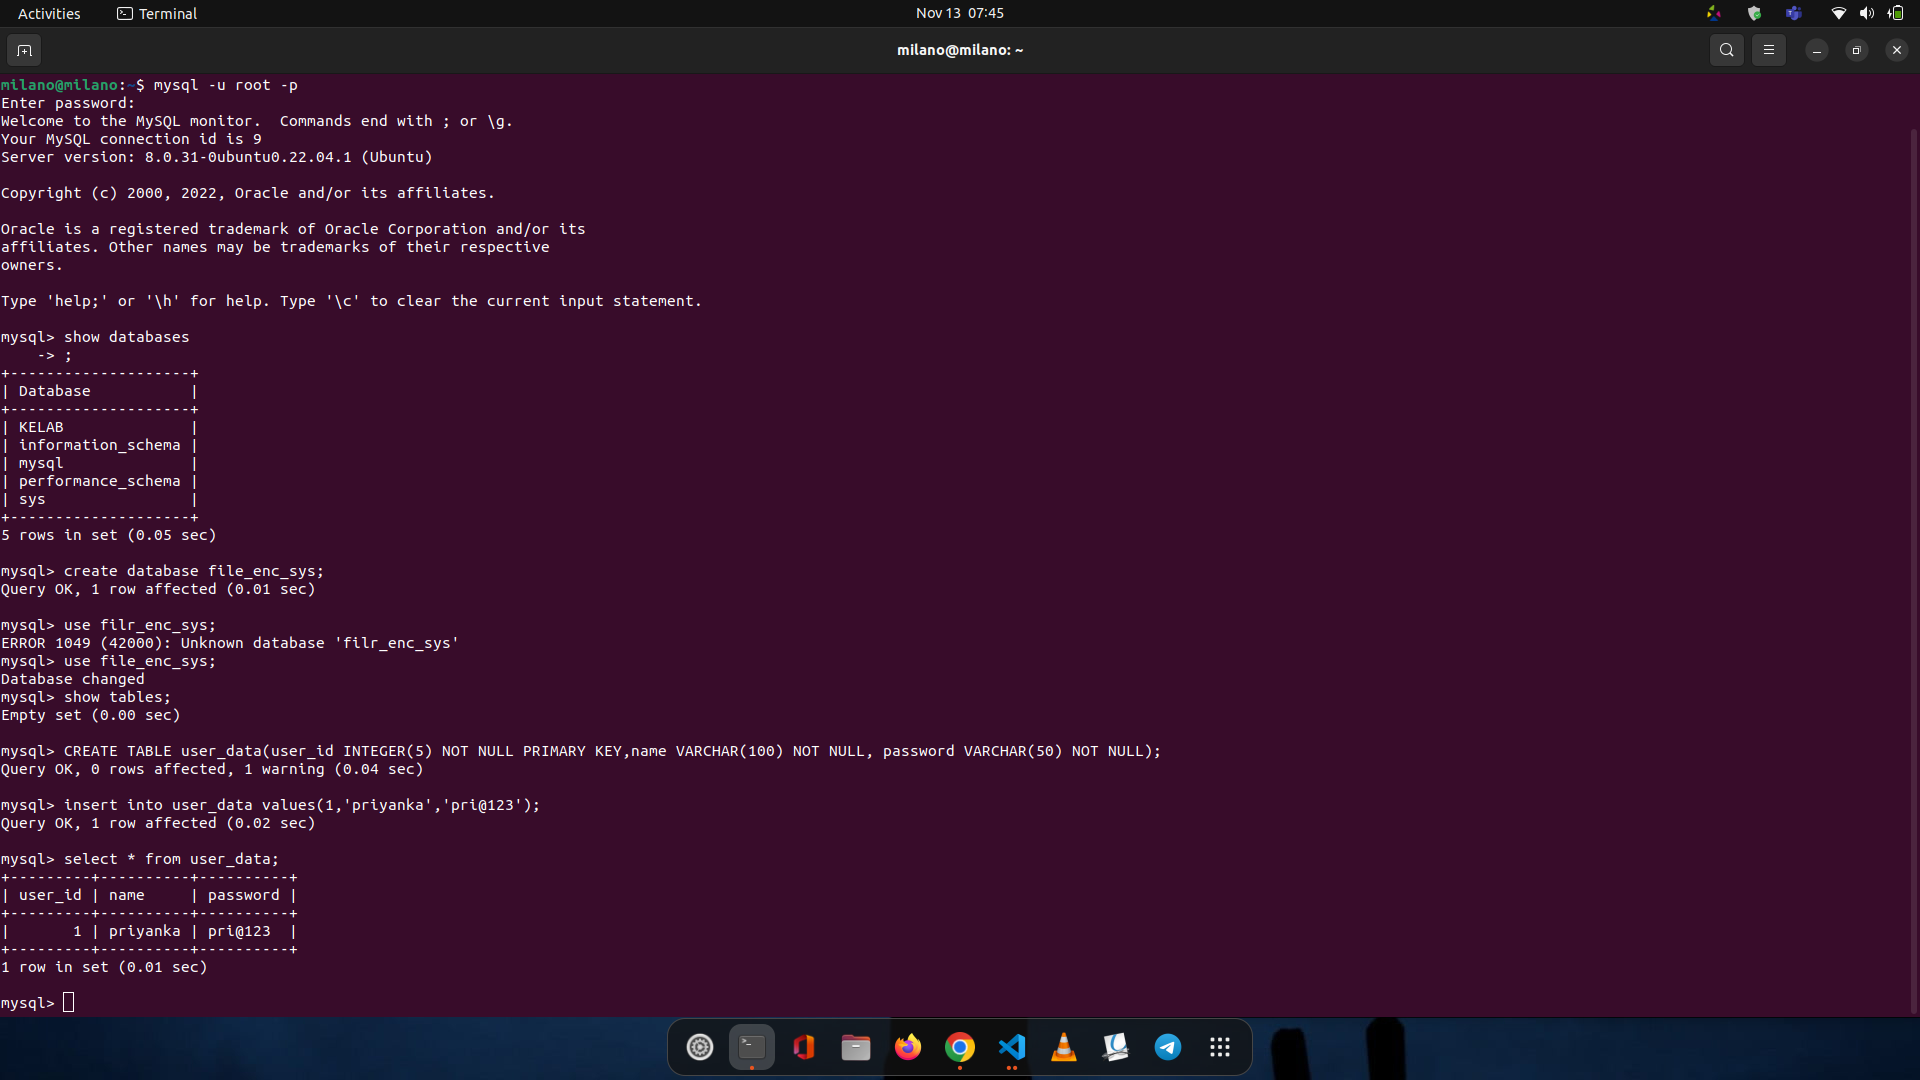 Activities Terminal Nov 13 07:45
milano@milano: ~
milano@milano:~$ mysql -u root -p
Enter password:
Welcome to the MySQL monitor.  Commands end with ; or \g.
Your MySQL connection id is 9
Server version: 8.0.31-0ubuntu0.22.04.1 (Ubuntu)

Copyright (c) 2000, 2022, Oracle and/or its affiliates.

Oracle is a registered trademark of Oracle Corporation and/or its
affiliates. Other names may be trademarks of their respective
owners.

Type 'help;' or '\h' for help. Type '\c' to clear the current input statement.

mysql> show databases
    -> ;
+--------------------+
| Database           |
+--------------------+
| KELAB              |
| information_schema |
| mysql              |
| performance_schema |
| sys                |
+--------------------+
5 rows in set (0.05 sec)

mysql> create database file_enc_sys;
Query OK, 1 row affected (0.01 sec)

mysql> use filr_enc_sys;
ERROR 1049 (42000): Unknown database 'filr_enc_sys'
mysql> use file_enc_sys;
Database changed
mysql> show tables;
Empty set (0.00 sec)

mysql> CREATE TABLE user_data(user_id INTEGER(5) NOT NULL PRIMARY KEY,name VARCHAR(100) NOT NULL, password VARCHAR(50) NOT NULL);
Query OK, 0 rows affected, 1 warning (0.04 sec)

mysql> insert into user_data values(1,'priyanka','pri@123');
Query OK, 1 row affected (0.02 sec)

mysql> select * from user_data;
+---------+----------+----------+
| user_id | name     | password |
+---------+----------+----------+
|       1 | priyanka | pri@123  |
+---------+----------+----------+
1 row in set (0.01 sec)

mysql>